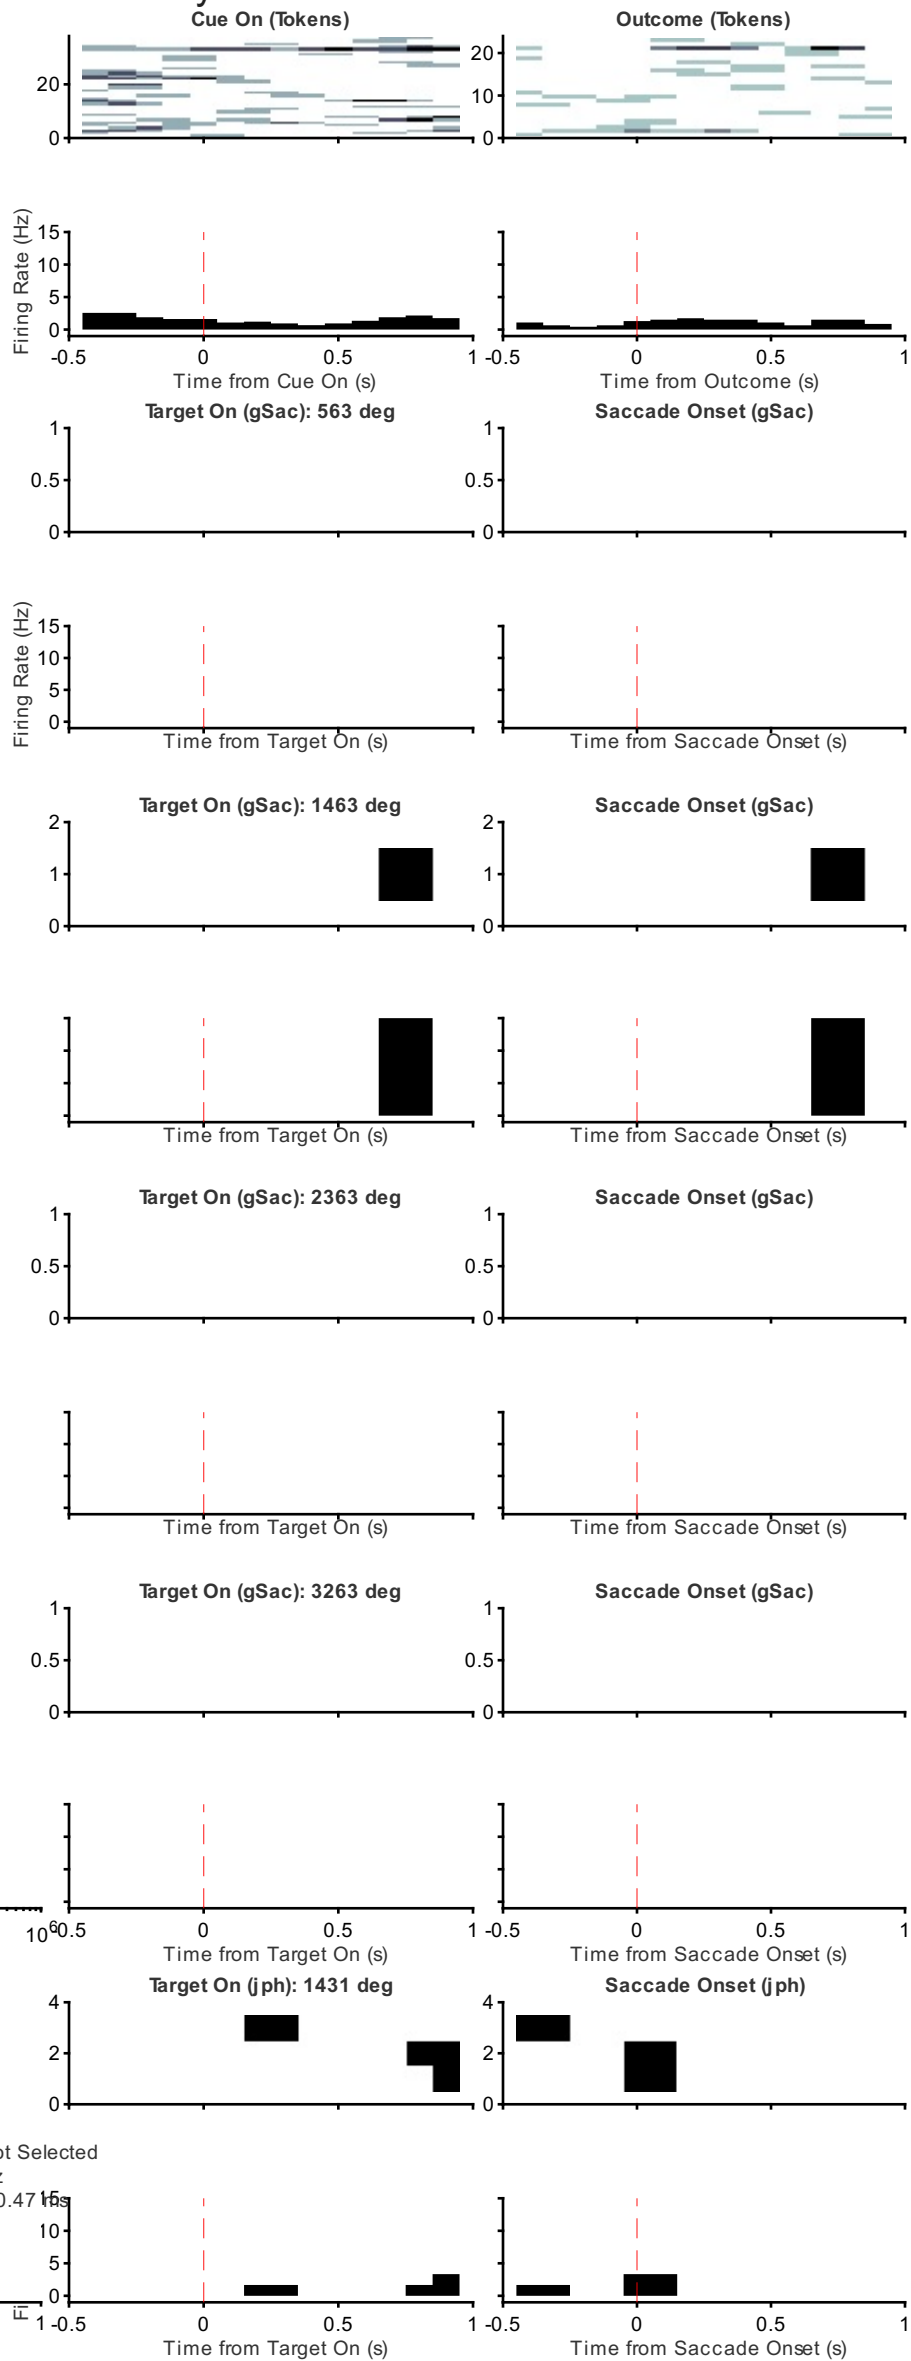 Cue On (Tokens) Outcome (Tokens)
20 20
10
0 0
Firing Rate (Hz)
15
10
5
0
-0.5 0 0.5 1 -0.5 0 0.5 1
Time from Cue On (s) Time from Outcome (s)
Target On (gSac): 563 deg Saccade Onset (gSac)
1 1
0.5 0.5
0 0
Firing Rate (Hz)
15
10
5
0
Time from Target On (s) Time from Saccade Onset (s)
Target On (gSac): 1463 deg Saccade Onset (gSac)
2 2
1 1
0 0
Time from Target On (s) Time from Saccade Onset (s)
Target On (gSac): 2363 deg Saccade Onset (gSac)
1 1
0.5 0.5
0 0
Time from Target On (s) Time from Saccade Onset (s)
Target On (gSac): 3263 deg Saccade Onset (gSac)
1 1
0.5 0.5
0 0
10⁶
-0.5 0 0.5 1 -0.5 0 0.5 1
Time from Target On (s) Time from Saccade Onset (s)
Target On (jph): 1431 deg Saccade Onset (jph)
4 4
2 2
0 0
ot Selected
z
0.47 ms
15
10
5
0
Fi
1 -0.5 0 0.5 1 -0.5 0 0.5 1
Time from Target On (s) Time from Saccade Onset (s)